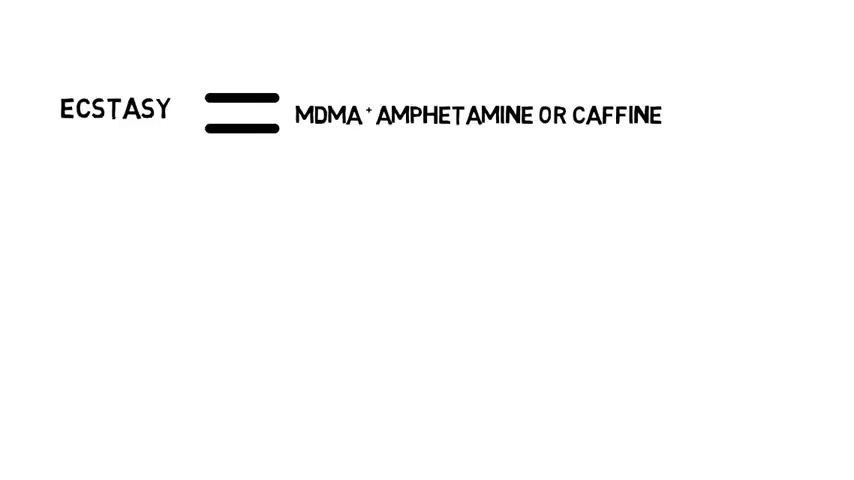 ECSTASY = MDMA + AMPHETAMINE OR CAFFINE